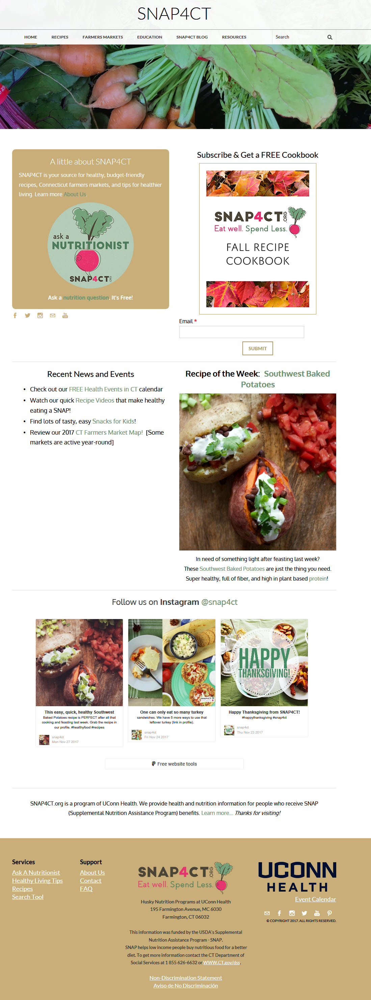 SNAP4CT
HOME RECIPES FARMERS MARKETS EDUCATION SNAP4CT BLOG RESOURCES Search
A little about SNAP4CT
SNAP4CT is your source for healthy, budget-friendly
recipes, Connecticut farmers markets, and tips for healthier
living. Learn more About Us.
ask a
NUTRITIONIST
SNAP4CT.ORG
Ask a nutrition question. It's Free!
You
Tube
Subscribe & Get a FREE Cookbook
SNAP4CT.ORG
Eat well. Spend Less.
FALL RECIPE
COOKBOOK
Email *
SUBMIT
Recent News and Events
• Check out our FREE Health Events in CT calendar
• Watch our quick Recipe Videos that make healthy
eating a SNAP!
• Find lots of tasty, easy Snacks for Kids!
• Review our 2017 CT Farmers Market Map! [Some
markets are active year-round]
Recipe of the Week: Southwest Baked
Potatoes
In need of something light after feasting last week?
These Southwest Baked Potatoes are just the thing you need.
Super healthy, full of fiber, and high in plant based protein!
Follow us on Instagram @snap4ct
This easy, quick, healthy Southwest
Baked Potatoes recipe is PERFECT after all that
cooking and feasting last week. Grab the recipe in
our profile. #healthyfood #recipes
snap4ct
Mon Nov 27 2017
SNAP4CT
One can only eat so many turkey
sandwiches. We have 5 more ways to use that
leftover turkey (link in profile).
snap4ct
Fri Nov 24 2017
HAPPY
THANKSGIVING!
Happy Thanksgiving from SNAP4CT!
#happythanksgiving #snap4ct
snap4ct
Thu Nov 23 2017
Free website tools
SNAP4CT.org is a program of UConn Health. We provide health and nutrition information for people who receive SNAP
(Supplemental Nutrition Assistance Program) benefits. Learn more... Thanks for visiting!
Services
Ask A Nutritionist
Healthy Living Tips
Recipes
Search Tool
Support
About Us
Contact
FAQ
SNAP4CT.ORG
Eat well. Spend Less.
Husky Nutrition Programs at UConn Health
195 Farmington Avenue, MC 6030
Farmington, CT 06032
This information was funded by the USDA's Supplemental
Nutrition Assistance Program - SNAP.
SNAP helps low income people buy nutritious food for a better
diet. To get more information contact the CT Department of
Social Services at 1 855 626-6632 or WWW.CT.gov/dss.
Non-Discrimination Statement
Aviso de No Discriminación
UCONN
HEALTH
Event Calendar
You
Tube
© COPYRIGHT 2017. ALL RIGHTS RESERVED.